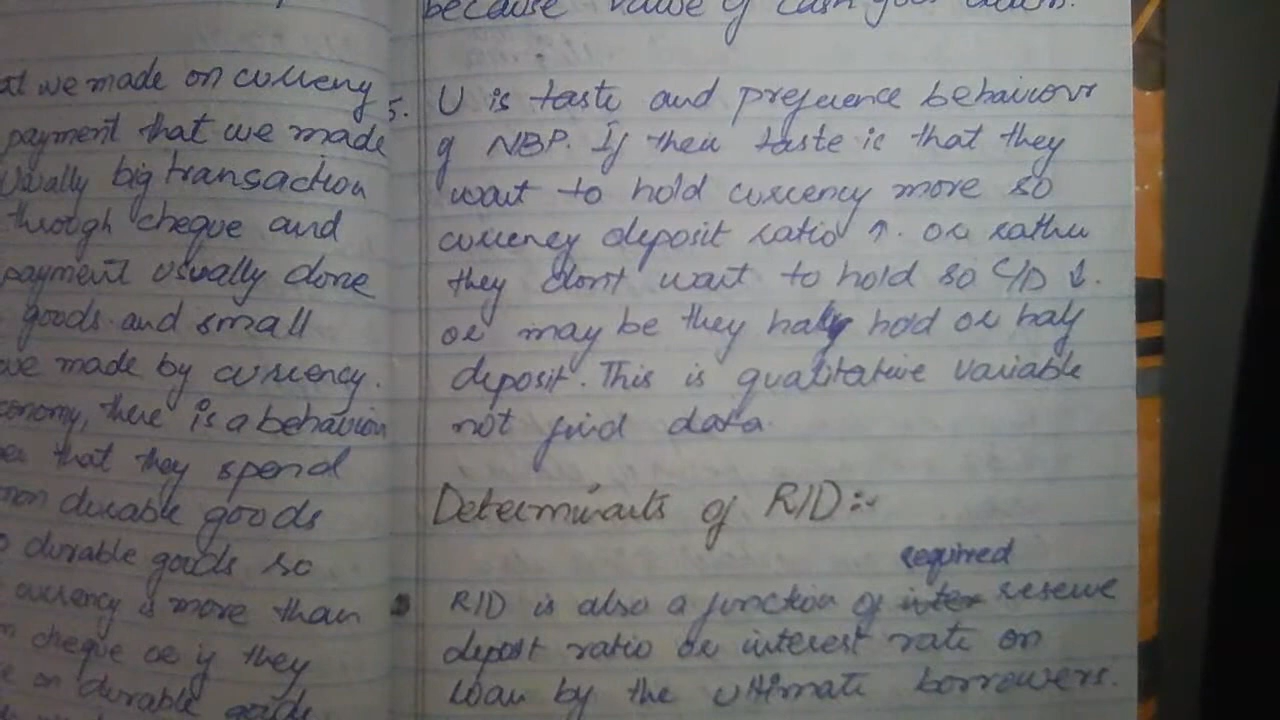 at we made on currency
payment that we made
usually big transaction
through cheque and
payment usually done
goods and small
we made by currency.
conomy, there is a behaviour
that they spend
non durable goods
durable goods so
currency is more than
cheque or if they
on durable goods
because value of cash goes down.
5. U is taste and preference behaviour
of NBP. If their taste is that they
want to hold currency more so
currency deposit ratio ↑. or rather
they don't want to hold so C/D ↓.
or may be they half hold or half
deposit. This is qualitative variable
not find data.
Determinants of R/D:-
required
R/D is also a function of inter reserve
deposit ratio or interest rate on
loan by the ultimate borrowers.